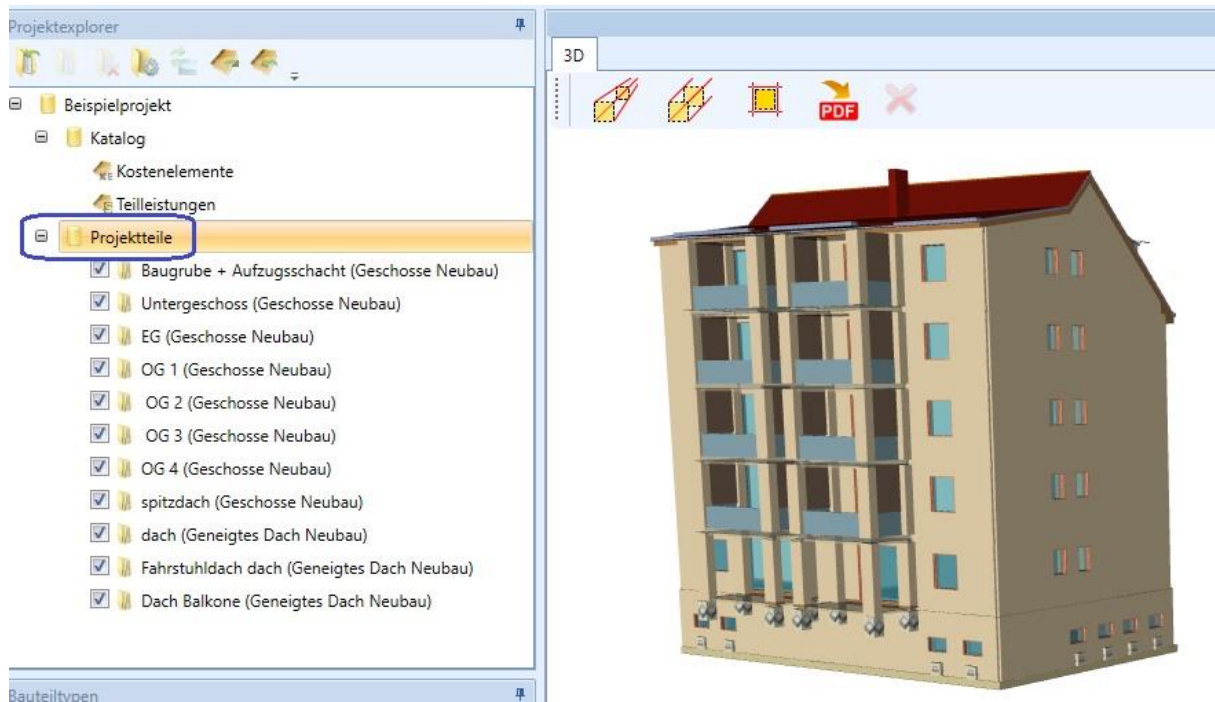 Projektexplorer
Beispielprojekt
Katalog
Kostenelemente
Teilleistungen
Projektteile
Baugrube + Aufzugsschacht (Geschosse Neubau)
Untergeschoss (Geschosse Neubau)
EG (Geschosse Neubau)
OG 1 (Geschosse Neubau)
OG 2 (Geschosse Neubau)
OG 3 (Geschosse Neubau)
OG 4 (Geschosse Neubau)
spitzdach (Geschosse Neubau)
dach (Geneigtes Dach Neubau)
Fahrstuhldach dach (Geneigtes Dach Neubau)
Dach Balkone (Geneigtes Dach Neubau)
Bauteiltypen
3D
PDF